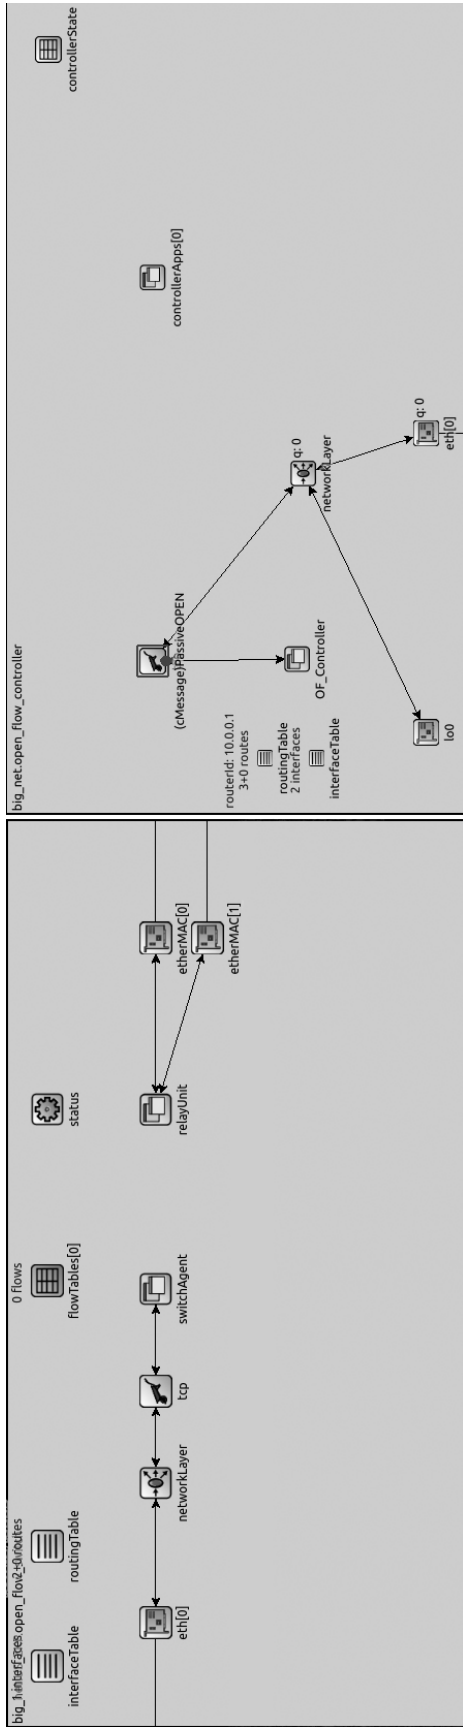 0 flows
interfaceTable
routingTable
flowTables[0]
status
eth[0]
networkLayer
tcp
switchAgent
relayUnit
etherMAC[0]
etherMAC[1]
big_net.open_flow_controller
controllerState
(cMessage)PassiveOPEN
controllerApps[0]
routerId: 10.0.0.1
3+0 routes
routingTable
2 interfaces
interfaceTable
OF_Controller
q: 0
networkLayer
lo0
q: 0
eth[0]